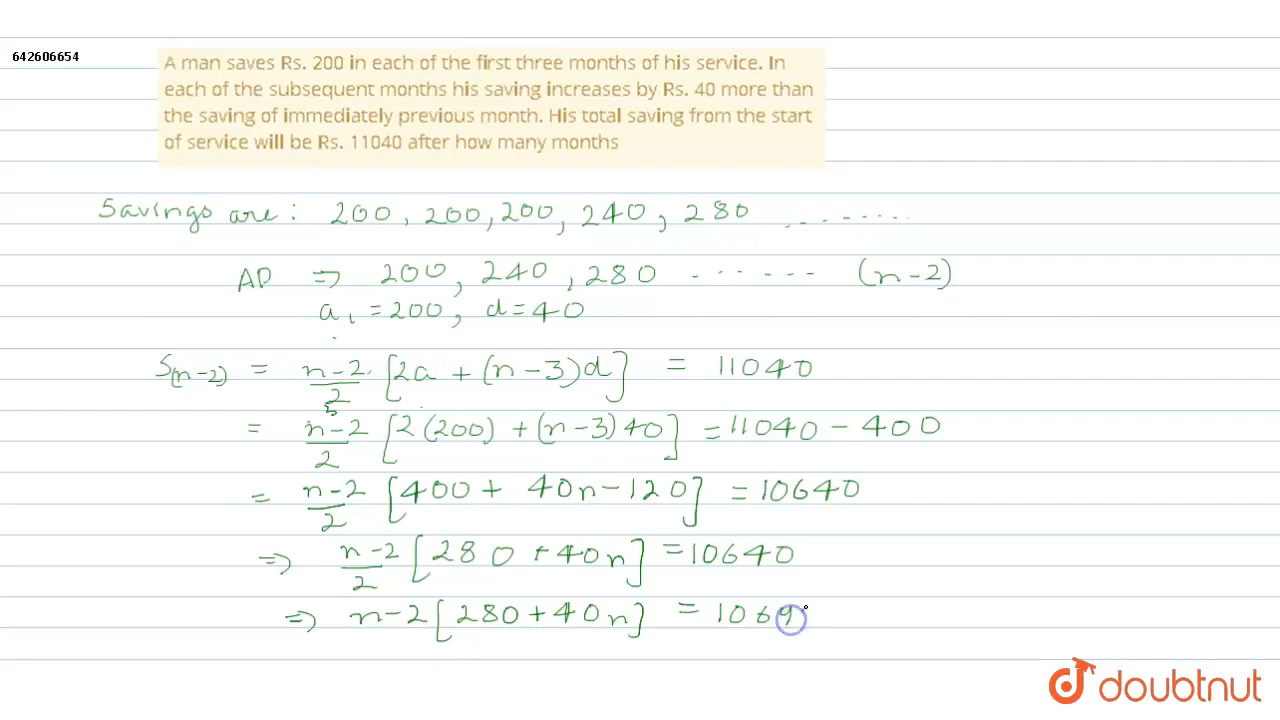 642606654
A man saves Rs. 200 in each of the first three months of his service. In
each of the subsequent months his saving increases by Rs. 40 more than
the saving of immediately previous month. His total saving from the start
of service will be Rs. 11040 after how many months
Savings are : 200, 200, 200, 240, 280 ........
AP ⇒ 200, 240, 280 ------- (n-2)
a₁ = 200, d = 40
S(n-2) = n-2/2 [2a + (n-3)d] = 11040
= n-2/2 [2(200) + (n-3)40] = 11040 - 400
= n-2/2 [400 + 40n - 120] = 10640
⇒ n-2/2 [280 + 40n] = 10640
⇒ n-2 [280 + 40n] = 1069
doubtnut